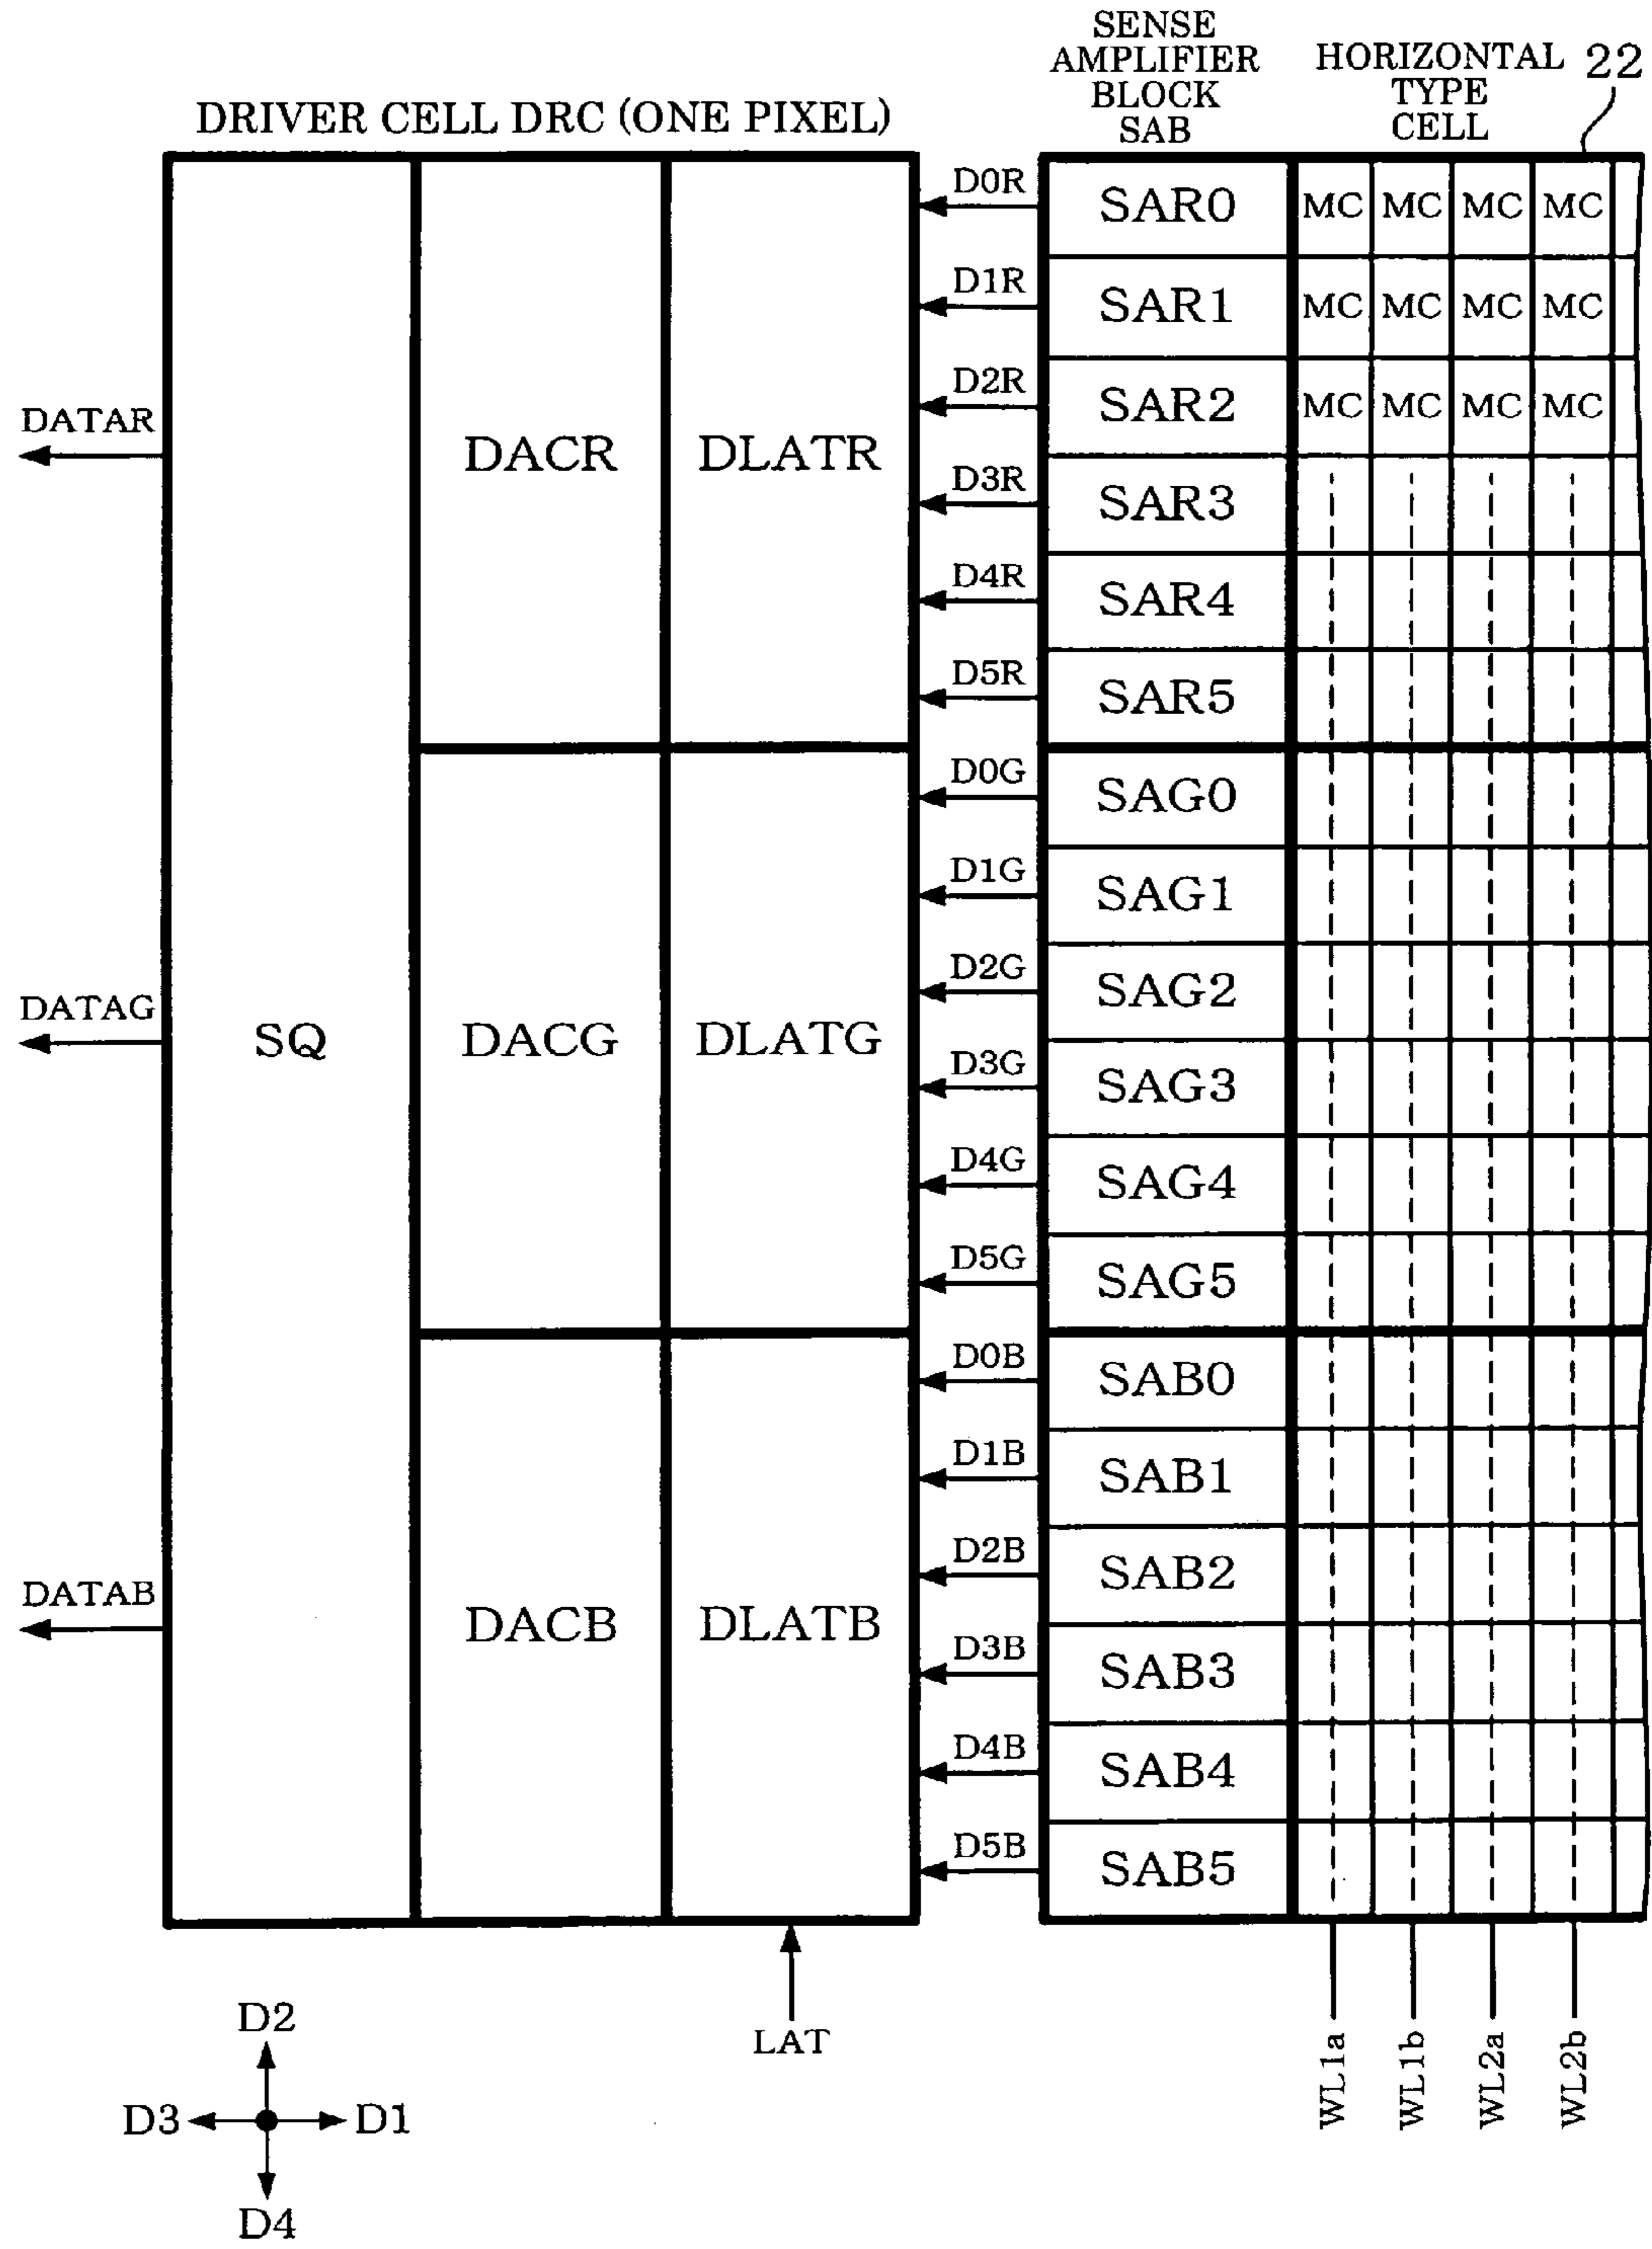 SENSE
AMPLIFIER
BLOCK
SAB
HORIZONTAL
TYPE
CELL
22
DRIVER CELL DRC (ONE PIXEL)
D0R
SAR0
MC MC MC MC
D1R
SAR1
MC MC MC MC
D2R
SAR2
MC MC MC MC
DATAR
DACR
DLATR
D3R
SAR3
D4R
SAR4
D5R
SAR5
D0G
SAG0
D1G
SAG1
D2G
SAG2
DATAG
SQ
DACG
DLATG
D3G
SAG3
D4G
SAG4
D5G
SAG5
D0B
SAB0
D1B
SAB1
D2B
SAB2
DATAB
DACB
DLATB
D3B
SAB3
D4B
SAB4
D5B
SAB5
LAT
WL1a
WL1b
WL2a
WL2b
D2
D3
D1
D4